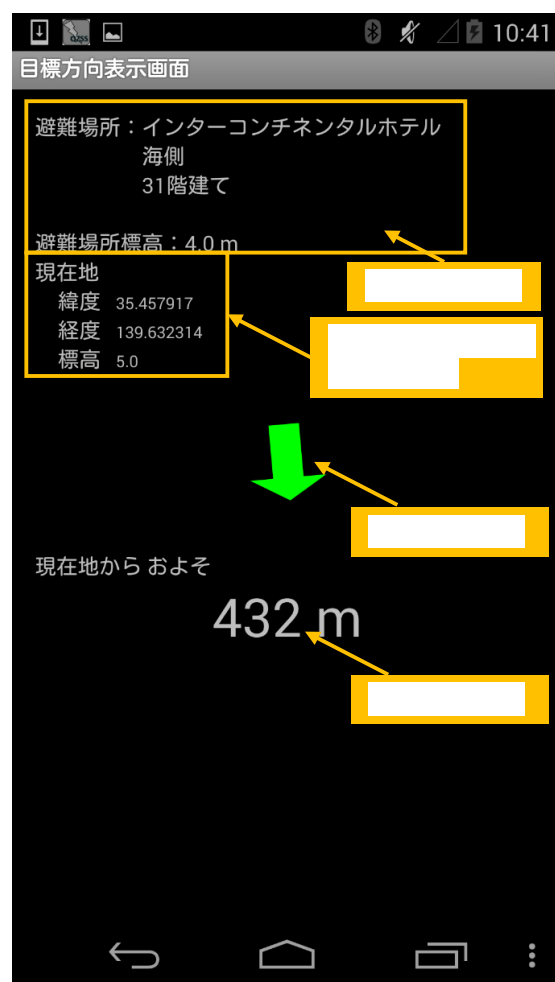 QZSS
10:41
目標方向表示画面
避難場所：インターコンチネンタルホテル
海側
31階建て
避難場所標高：4.0 m
現在地
緯度 35.457917
経度 139.632314
標高 5.0
現在地から およそ
432 m